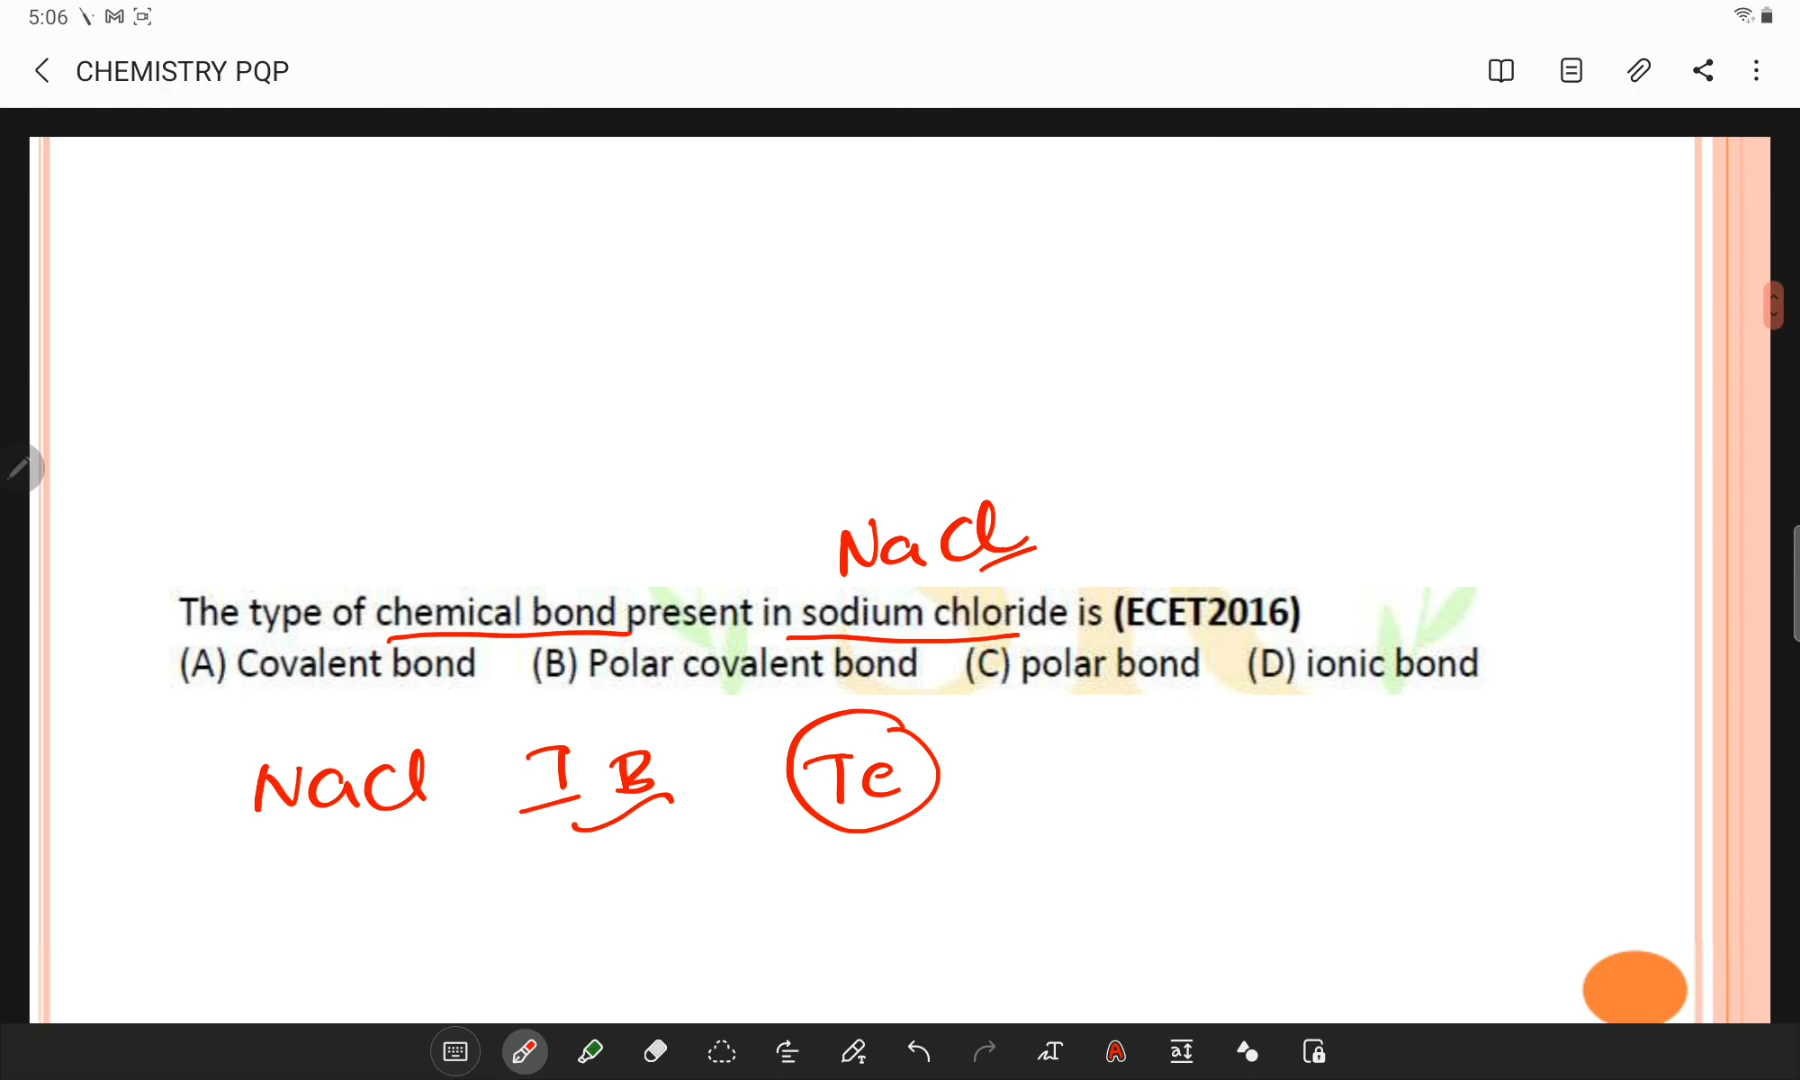 5:06
CHEMISTRY PQP
NaCl
The type of chemical bond present in sodium chloride is (ECET2016)
(A) Covalent bond (B) Polar covalent bond (C) polar bond (D) ionic bond
NaCl I B Te